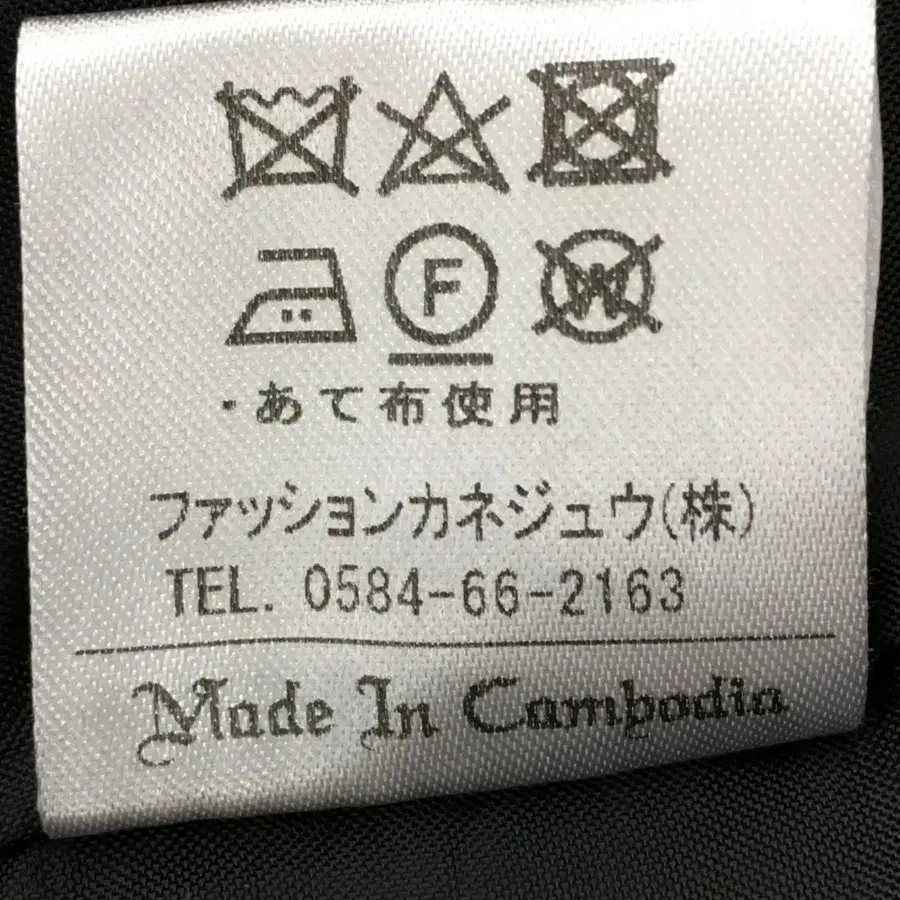 F W
・あて布使用
ファッションカネジュウ(株)
TEL. 0584-66-2163
Made In Cambodia